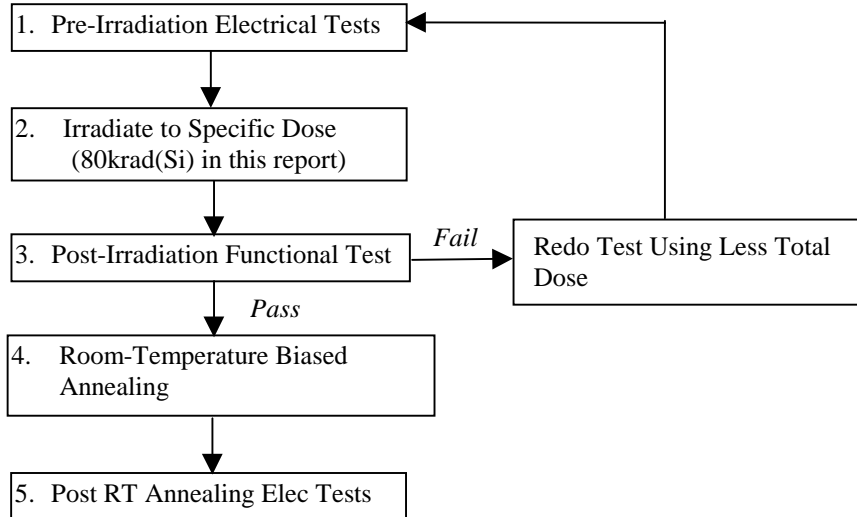 1. Pre-Irradiation Electrical Tests
2. Irradiate to Specific Dose
(80krad(Si) in this report)
3. Post-Irradiation Functional Test
Fail
Redo Test Using Less Total
Dose
Pass
4. Room-Temperature Biased
Annealing
5. Post RT Annealing Elec Tests